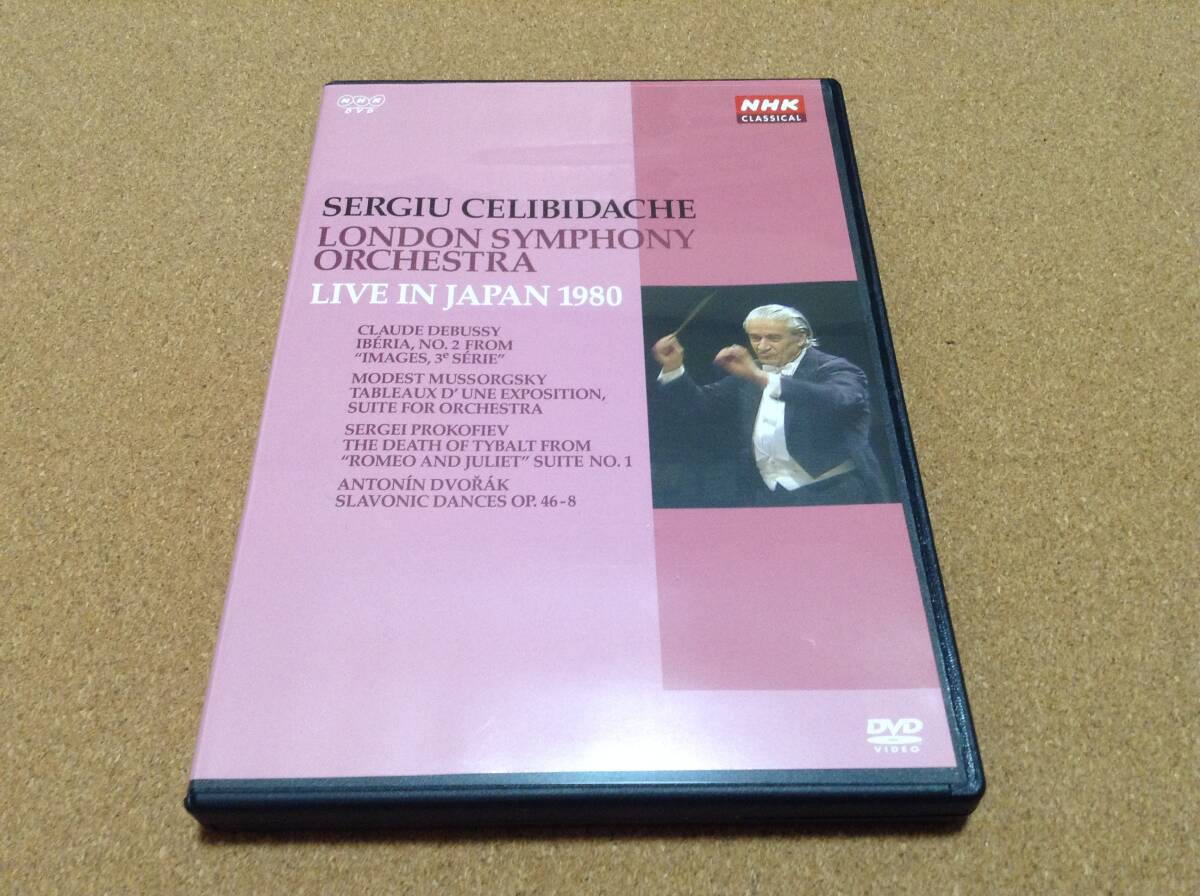 NHK
DVD
NHK
CLASSICAL
SERGIU CELIBIDACHE
LONDON SYMPHONY
ORCHESTRA
LIVE IN JAPAN 1980
CLAUDE DEBUSSY
IBÉRIA, NO. 2 FROM
“IMAGES, 3e SÉRIE”
MODEST MUSSORGSKY
TABLEAUX D’ UNE EXPOSITION,
SUITE FOR ORCHESTRA
SERGEI PROKOFIEV
THE DEATH OF TYBALT FROM
“ROMEO AND JULIET” SUITE NO. 1
ANTONÍN DVOŘÁK
SLAVONIC DANCES OP. 46-8
DVD
VIDEO